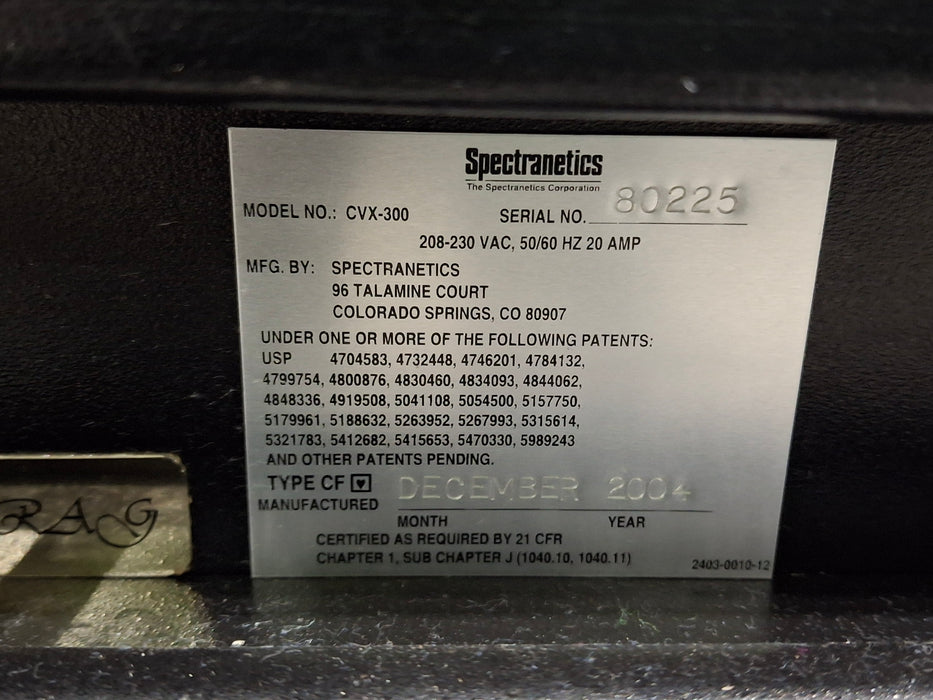 Spectranetics
The Spectranetics Corporation
MODEL NO.: CVX-300 SERIAL NO. 80225
208-230 VAC, 50/60 HZ 20 AMP
MFG. BY: SPECTRANETICS
96 TALAMINE COURT
COLORADO SPRINGS, CO 80907
UNDER ONE OR MORE OF THE FOLLOWING PATENTS:
USP 4704583, 4732448, 4746201, 4784132,
4799754, 4800876, 4830460, 4834093, 4844062,
4848336, 4919508, 5041108, 5054500, 5157750,
5179961, 5188632, 5263952, 5267993, 5315614,
5321783, 5412682, 5415653, 5470330, 5989243
AND OTHER PATENTS PENDING.
TYPE CF
MANUFACTURED DECEMBER 2004
MONTH YEAR
CERTIFIED AS REQUIRED BY 21 CFR
CHAPTER 1, SUB CHAPTER J (1040.10, 1040.11)
2403-0010-12
RAG